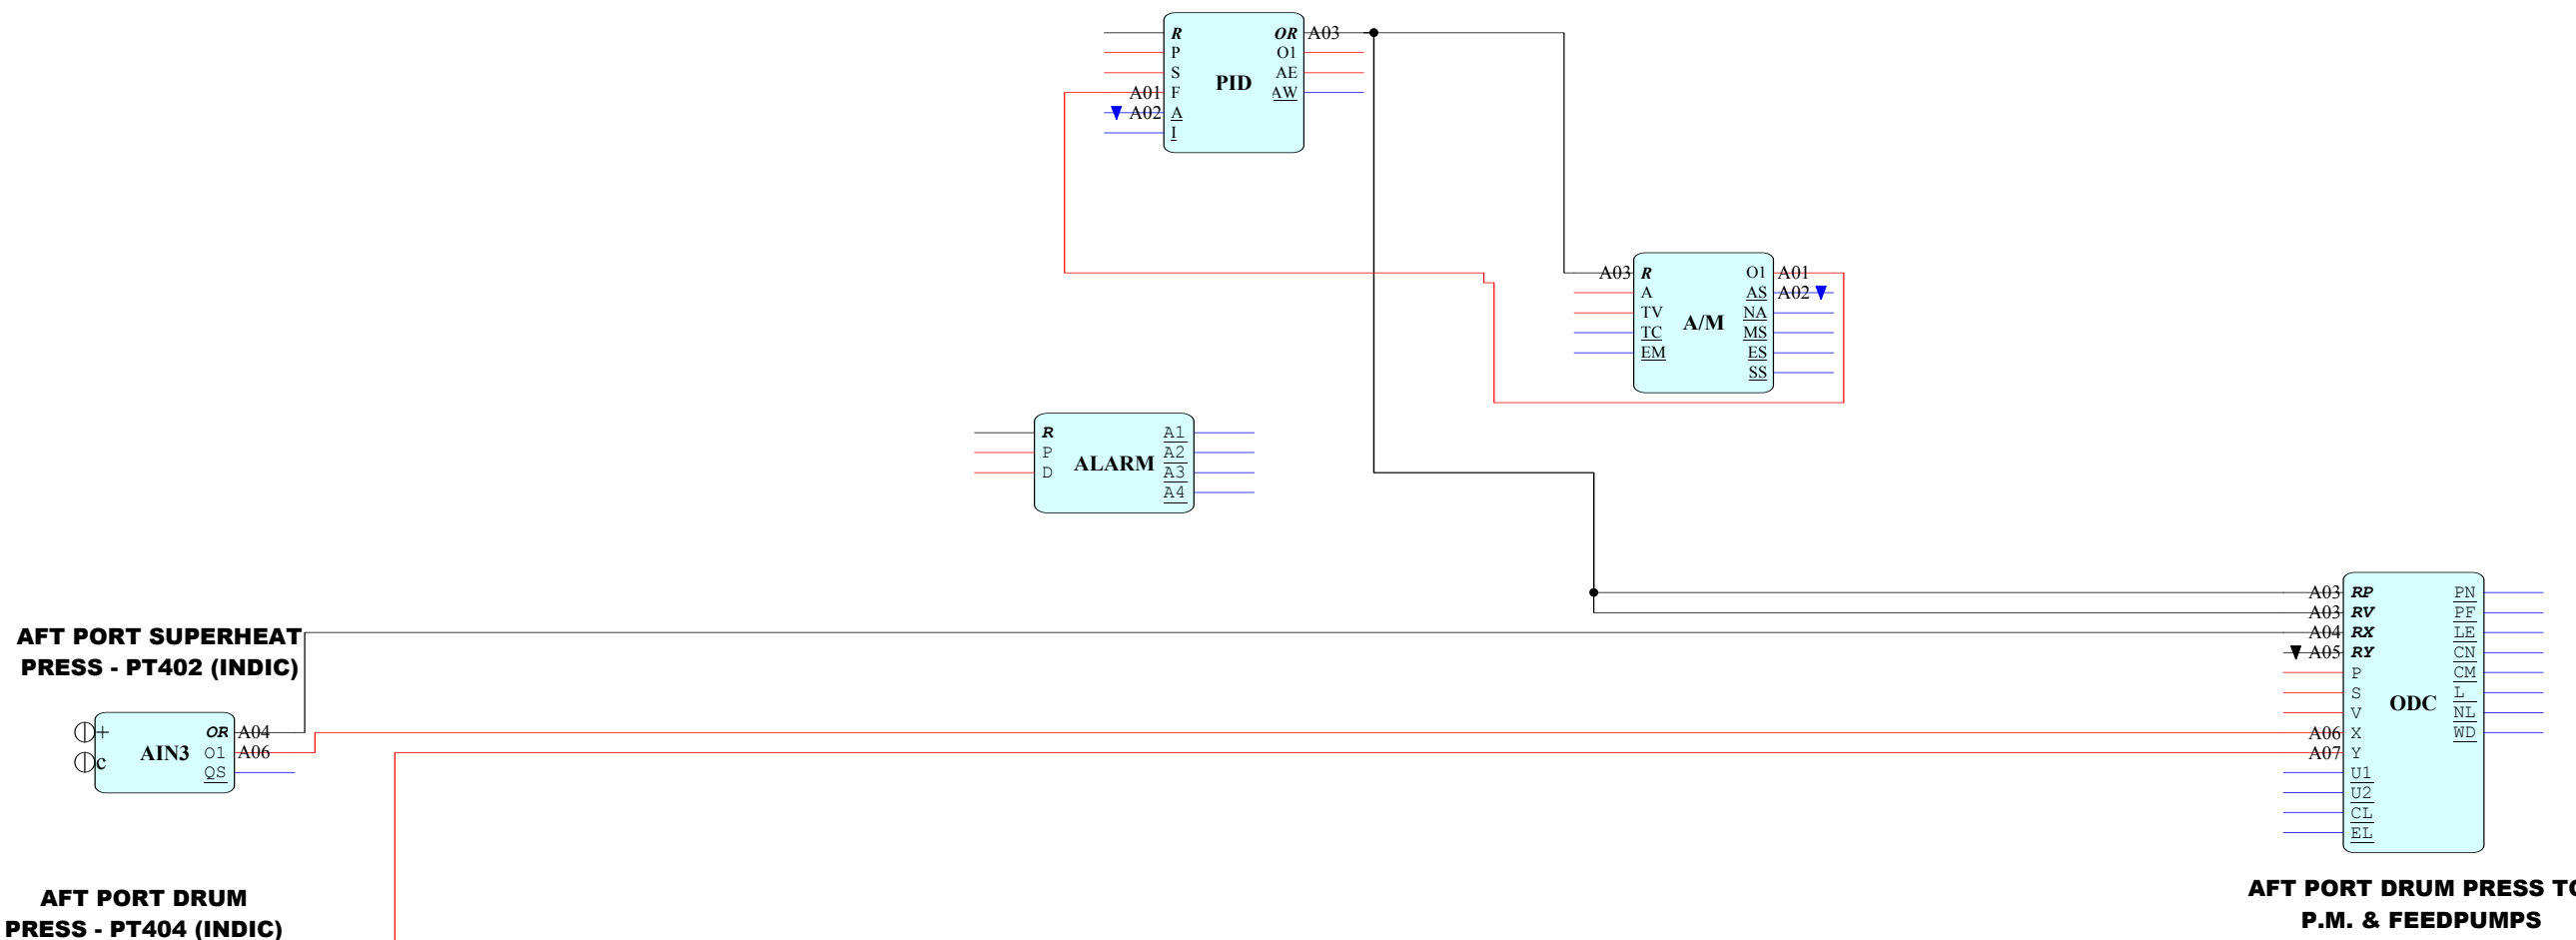 R OR A03
P O1
S PID AE
A01 F AW
A02 A
I
A03 R O1 A01
A AS A02
TV A/M NA
TC MS
EM ES
SS
R A1
P ALARM A2
D A3
A4
A03 RP PN
A03 RV PF
A04 RX LE
A05 RY CN
P CM
S ODC L
V NL
A06 X WD
A07 Y
U1
U2
CL
EL
AFT PORT SUPERHEAT
PRESS - PT402 (INDIC)
+ OR A04
AIN3 O1 A06
c QS
AFT PORT DRUM
PRESS - PT404 (INDIC)
AFT PORT DRUM PRESS TO
P.M. & FEEDPUMPS